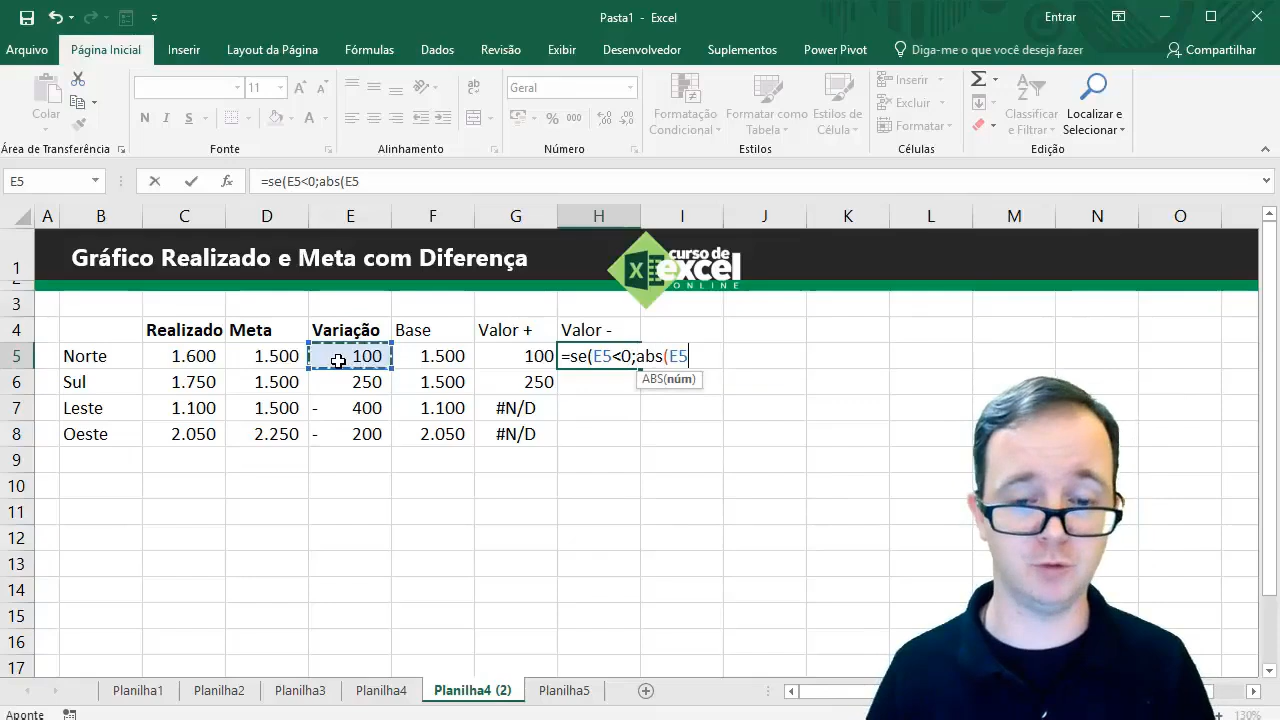 Pasta1 - Excel
Entrar
Arquivo Página Inicial Inserir Layout da Página Fórmulas Dados Revisão Exibir Desenvolvedor Suplementos Power Pivot Diga-me o que você deseja fazer Compartilhar
Colar
Área de Transferência
11
N I S
Fonte
ab
Alinhamento
Geral
% 000
Número
Formatação Condicional
Formatar como Tabela
Estilos de Célula
Estilos
Inserir
Excluir
Formatar
Células
Classificar e Filtrar
Localizar e Selecionar
Edição
E5 fx =se(E5<0;abs(E5
A B C D E F G H I J K L M N O
1 Gráfico Realizado e Meta com Diferença
curso de
excel
ONLINE
2
3
4 Realizado Meta Variação Base Valor + Valor -
5 Norte 1.600 1.500 100 1.500 100 =se(E5<0;abs(E5
ABS(núm)
6 Sul 1.750 1.500 250 1.500 250
7 Leste 1.100 1.500 - 400 1.100 #N/D
8 Oeste 2.050 2.250 - 200 2.050 #N/D
9
10
11
12
13
14
15
16
17
Planilha1 Planilha2 Planilha3 Planilha4 Planilha4 (2) Planilha5
Aponte
130%